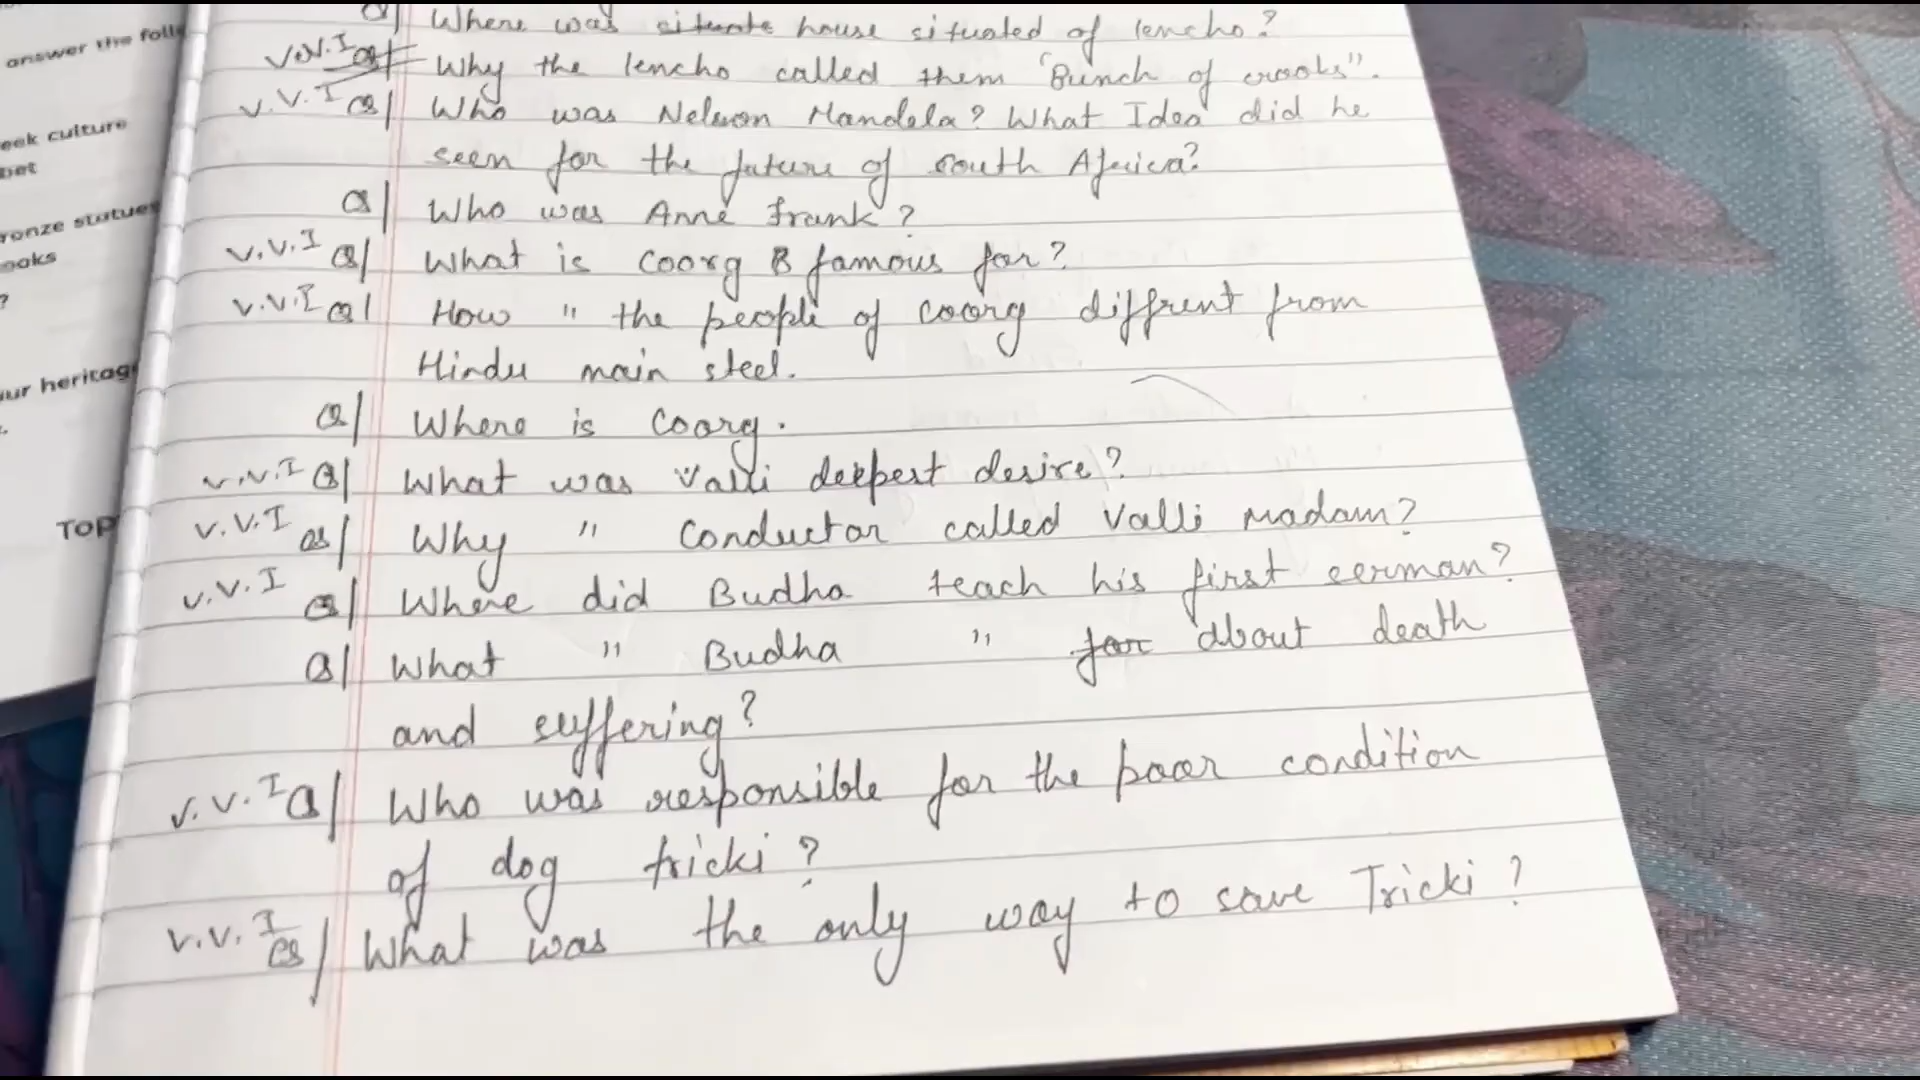 answer the foll
eek culture
bet
ronze statues
ooks
?
ur heritag
Top
Q| Where was situate house situated of lencho?
V.V.I Q| Why the lencho called them "Bunch of crooks".
V.V.I Q| Who was Nelson Mandela? What Idea did he
seen for the future of south Africa?
Q| Who was Anne frank?
V.V.I Q| What is coorg B famous for?
V.V.I Q| How " the people of coorg diffrent from
Hindu main steel.
Q| Where is Coorg.
V.V.I Q| What was Valli deepest desire?
V.V.I Q| Why " Conductor called Valli Madam?
V.V.I Q| Where did Budha teach his first serman?
Q| What " Budha " for about death
and suffering?
V.V.I Q| Who was responsible for the poor condition
of dog tricki?
V.V.I Q| What was the only way to save Tricki?